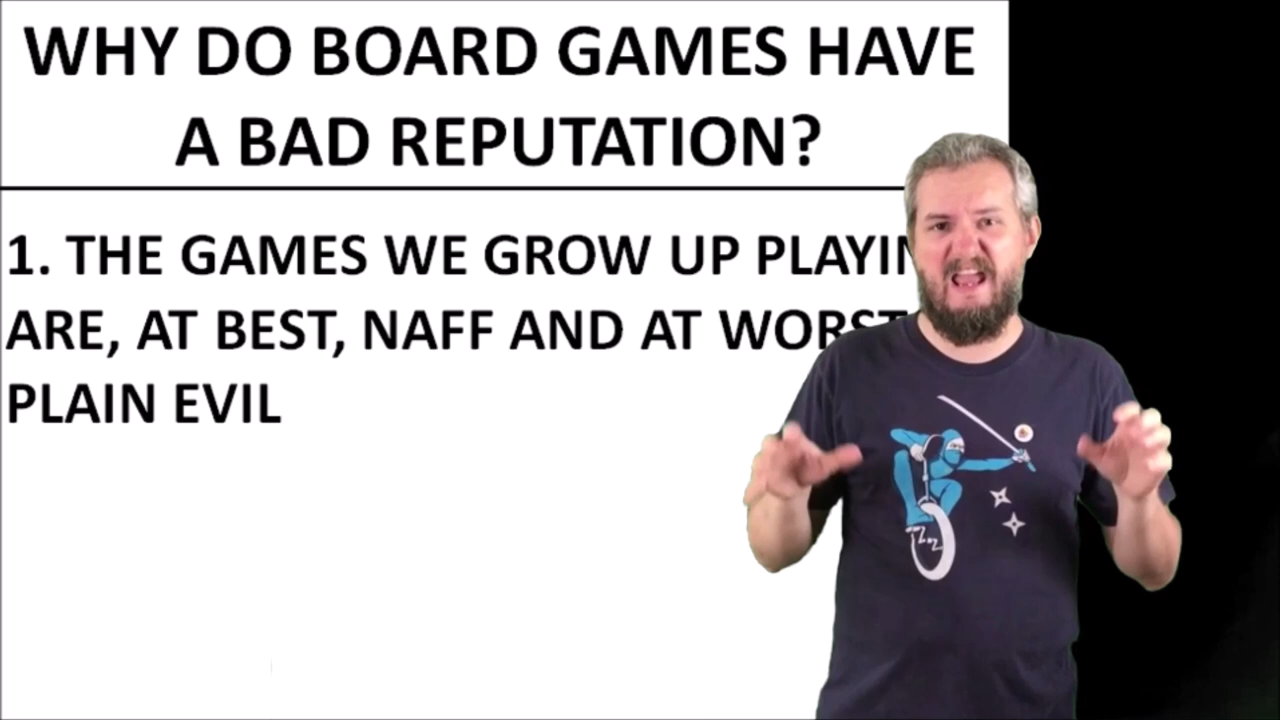 WHY DO BOARD GAMES HAVE
A BAD REPUTATION?
1. THE GAMES WE GROW UP PLAYIN
ARE, AT BEST, NAFF AND AT WORST
PLAIN EVIL